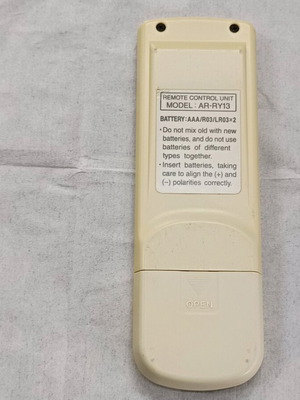 REMOTE CONTROL UNIT
MODEL: AR-RY13
BATTERY:AAA/R03/LR03×2
·Do not mix old with new
batteries, and do not use
batteries of different
types together.
·Insert batteries, taking
care to align the (+) and
(−) polarities correctly.
OPEN